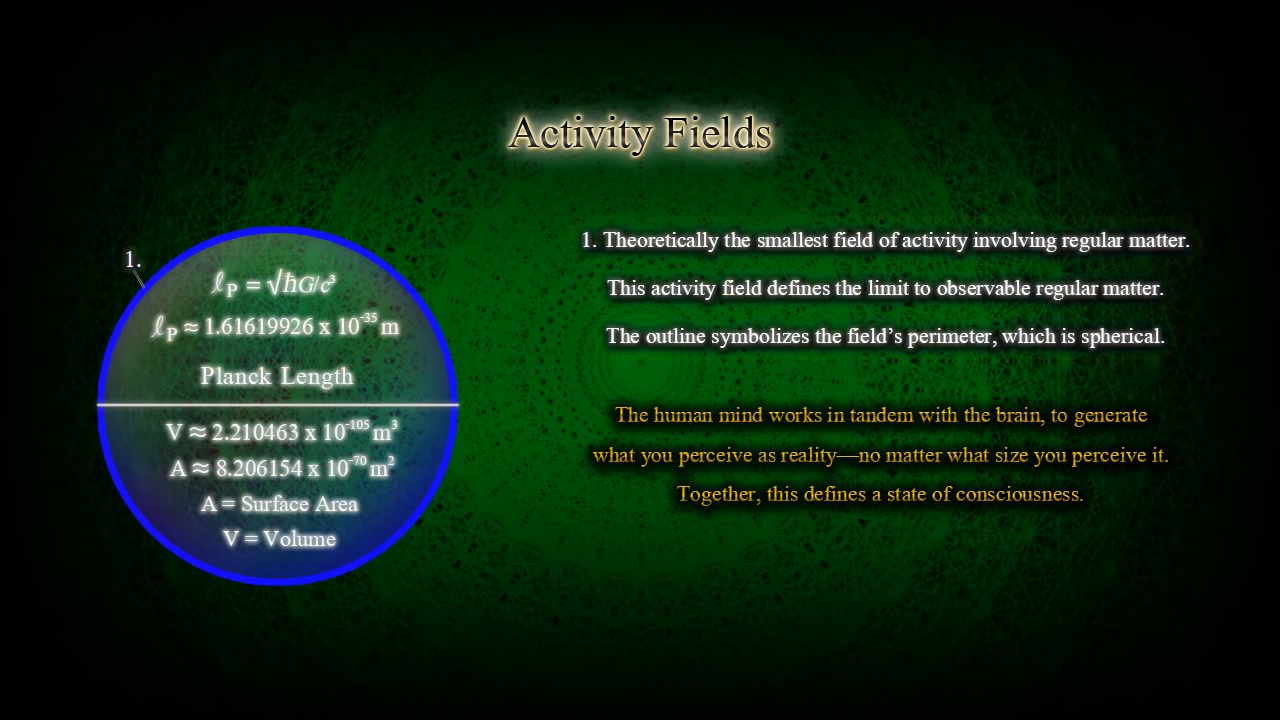 Activity Fields
1.
ℓP = √ħG/c³
ℓP ≈ 1.61619926 x 10⁻³⁵ m
Planck Length
V ≈ 2.210463 x 10⁻¹⁰⁵ m³
A ≈ 8.206154 x 10⁻⁷⁰ m²
A = Surface Area
V = Volume
1. Theoretically the smallest field of activity involving regular matter.
This activity field defines the limit to observable regular matter.
The outline symbolizes the field’s perimeter, which is spherical.
The human mind works in tandem with the brain, to generate
what you perceive as reality—no matter what size you perceive it.
Together, this defines a state of consciousness.